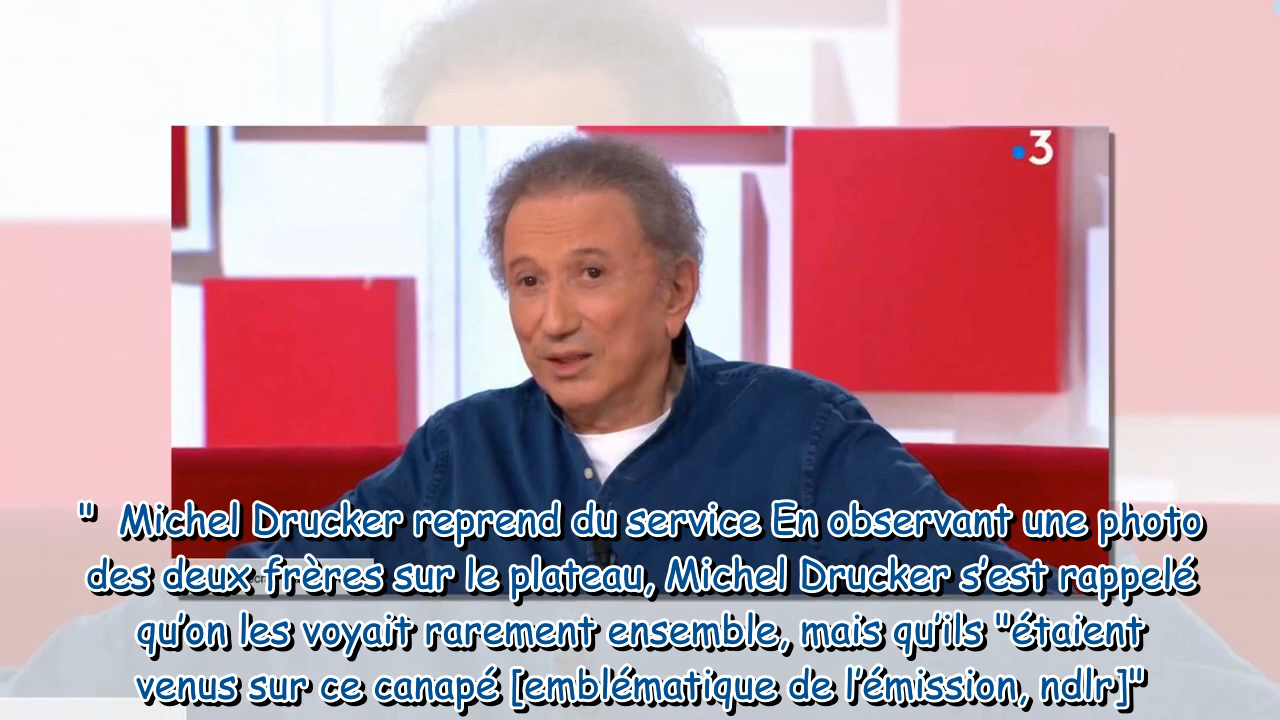 3
"  Michel Drucker reprend du service En observant une photo
des deux frères sur le plateau, Michel Drucker s'est rappelé
qu'on les voyait rarement ensemble, mais qu'ils "étaient
venus sur ce canapé [emblématique de l'émission, ndlr]"